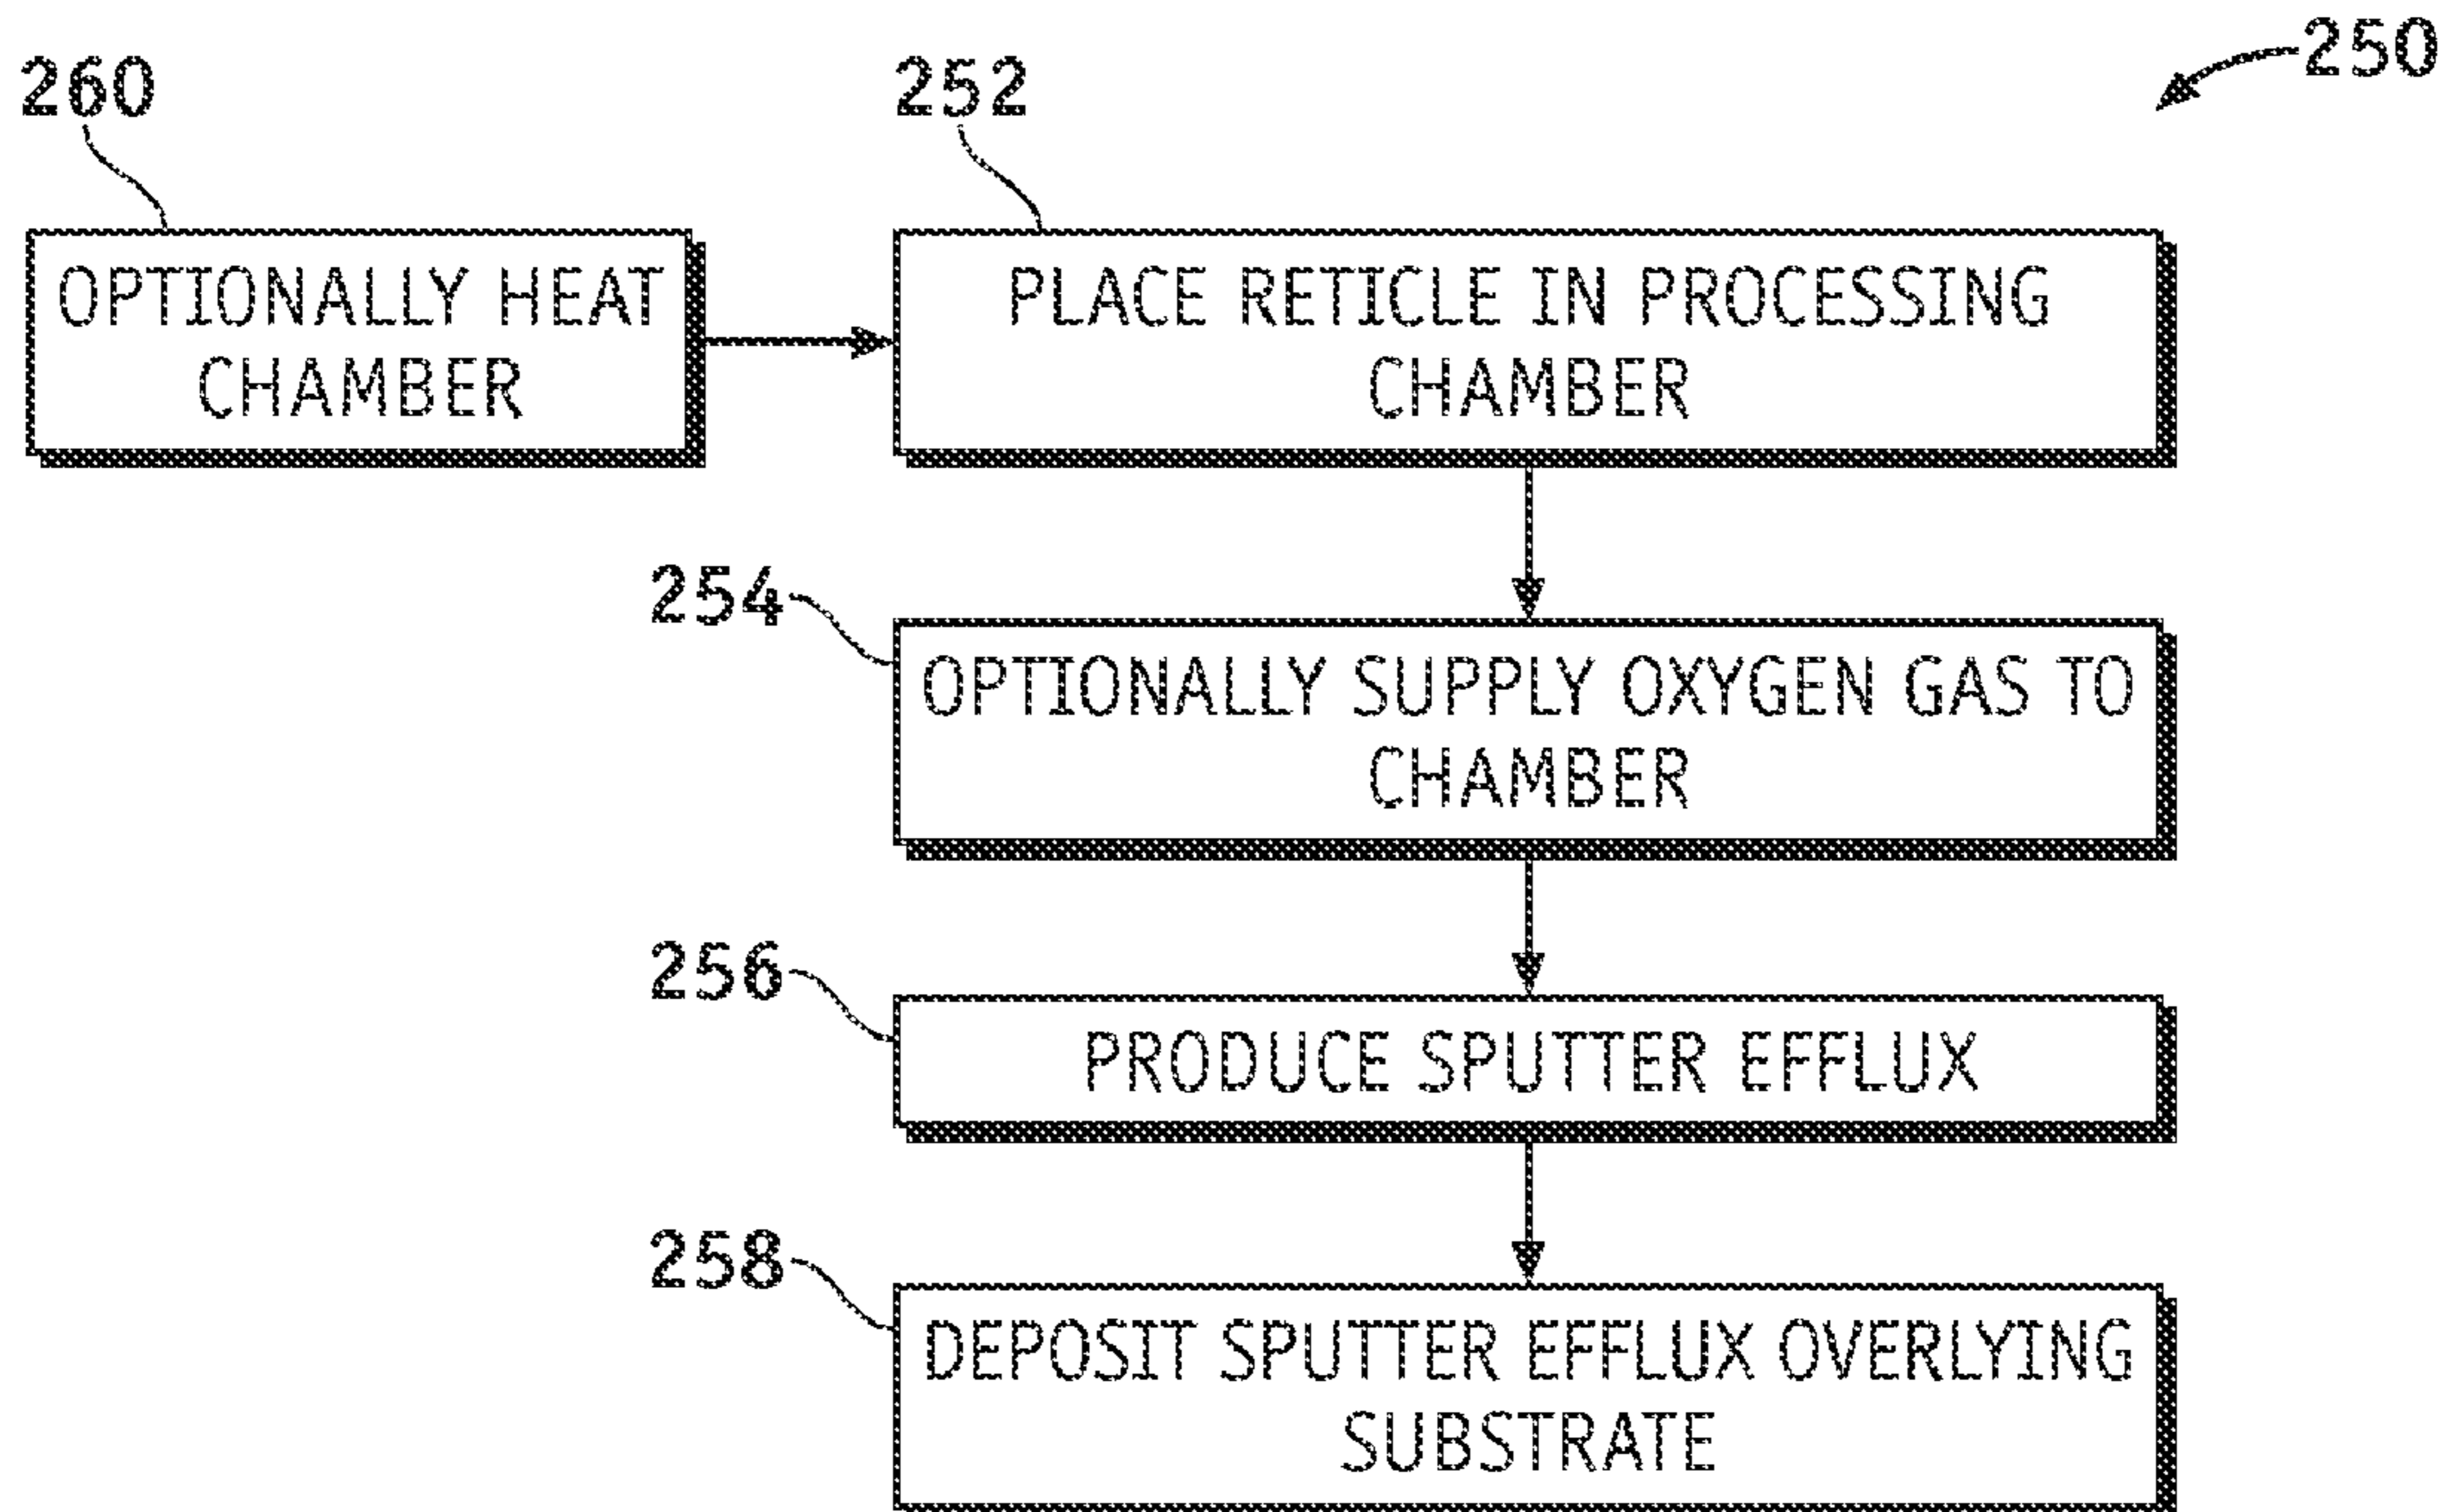 250
260
252
OPTIONALLY HEAT
CHAMBER
PLACE RETICLE IN PROCESSING
CHAMBER
254
OPTIONALLY SUPPLY OXYGEN GAS TO
CHAMBER
256
PRODUCE SPUTTER EFFLUX
258
DEPOSIT SPUTTER EFFLUX OVERLYING
SUBSTRATE